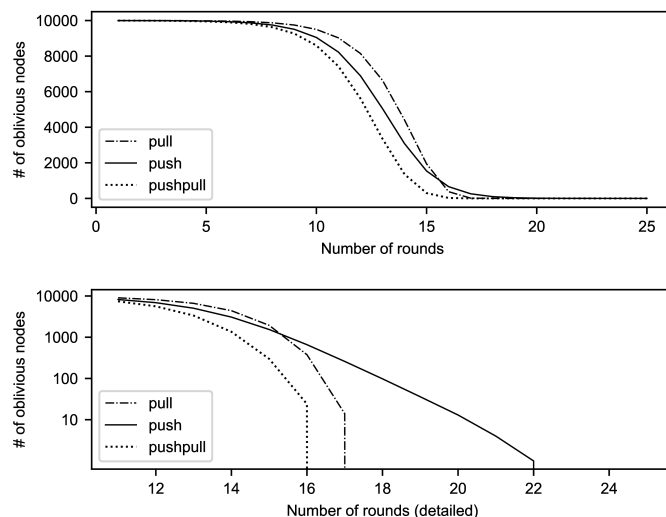 # of oblivious nodes
10000
8000
6000
4000
2000
0
pull
push
pushpull
0 5 10 15 20 25
Number of rounds
# of oblivious nodes
10000
1000
100
10
pull
push
pushpull
12 14 16 18 20 22 24
Number of rounds (detailed)